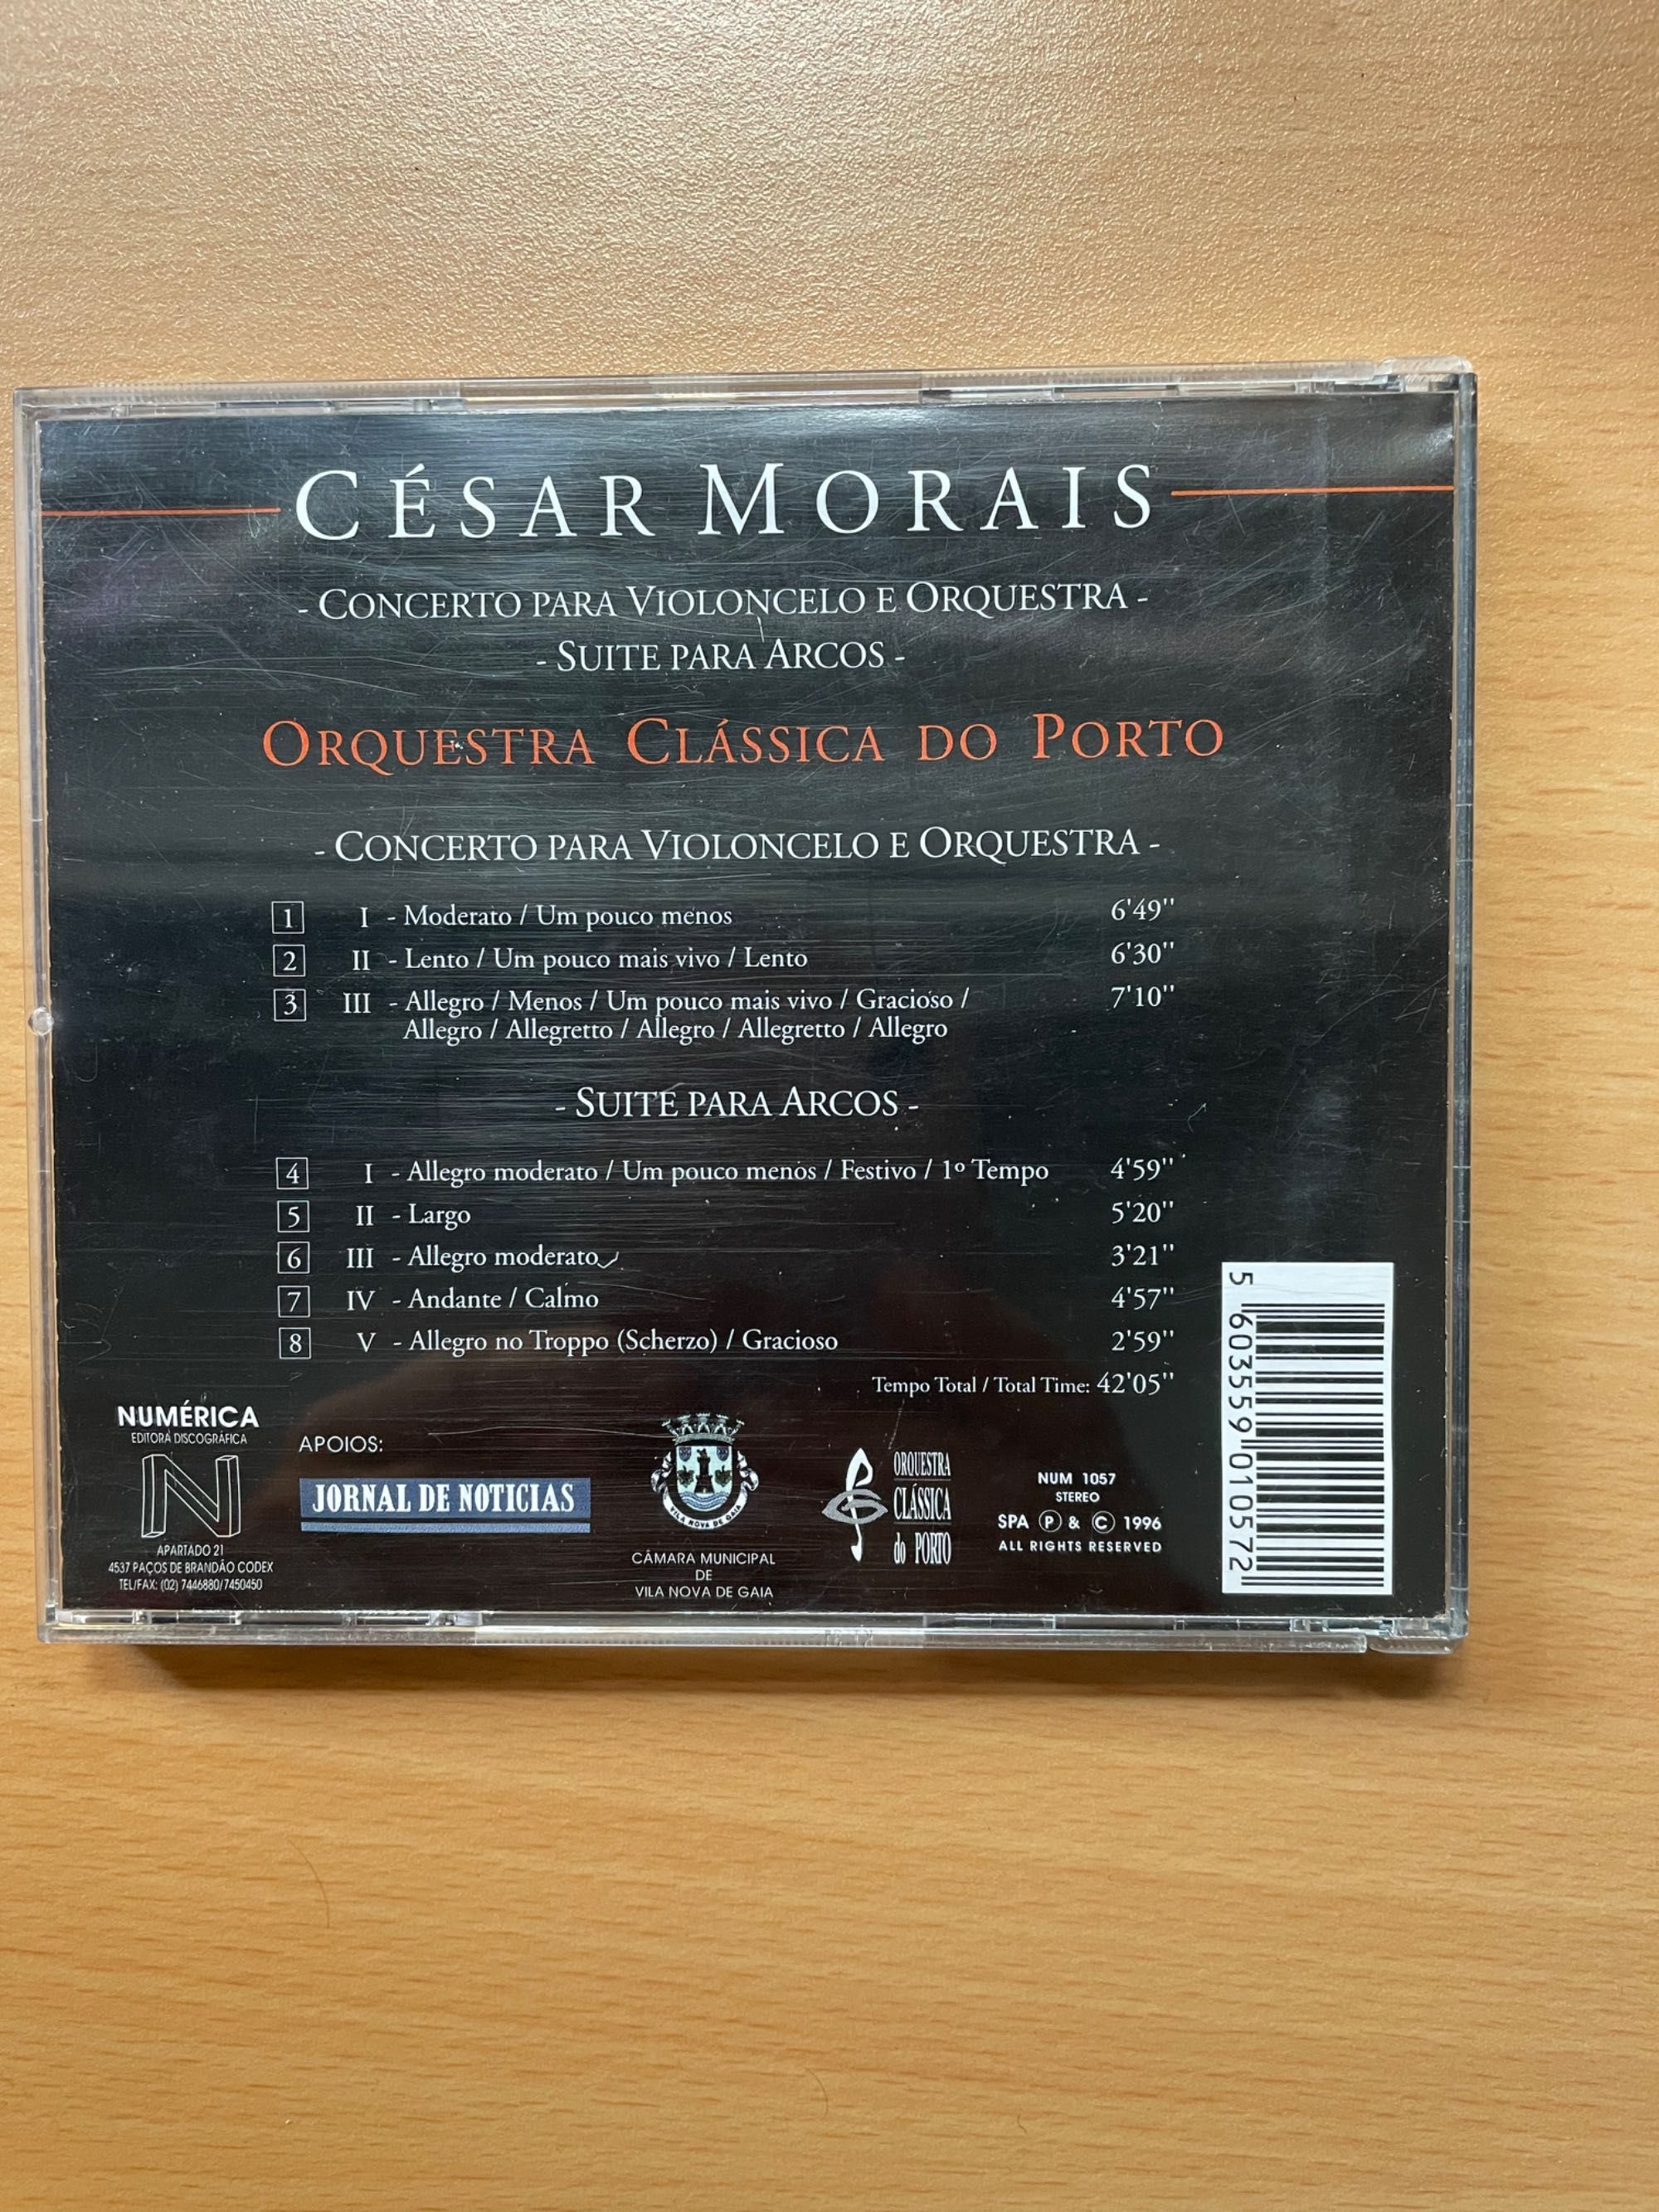 CÉSAR MORAIS
- CONCERTO PARA VIOLONCELO E ORQUESTRA -
- SUITE PARA ARCOS -
ORQUESTRA CLÁSSICA DO PORTO
- CONCERTO PARA VIOLONCELO E ORQUESTRA -
1 I - Moderato / Um pouco menos 6'49''
2 II - Lento / Um pouco mais vivo / Lento 6'30''
3 III - Allegro / Menos / Um pouco mais vivo / Gracioso / 7'10''
Allegro / Allegretto / Allegro / Allegretto / Allegro
- SUITE PARA ARCOS -
4 I - Allegro moderato / Um pouco menos / Festivo / 1º Tempo 4'59''
5 II - Largo 5'20''
6 III - Allegro moderato 3'21''
7 IV - Andante / Calmo 4'57''
8 V - Allegro no Troppo (Scherzo) / Gracioso 2'59''
Tempo Total / Total Time: 42'05''
NUMÉRICA
EDITORA DISCOGRÁFICA
N
APARTADO 21
4537 PAÇOS DE BRANDÃO CODEX
TEL/FAX: (02) 7446880/7450450
APOIOS:
JORNAL DE NOTICIAS
VILA NOVA DE GAIA
CÂMARA MUNICIPAL
DE
VILA NOVA DE GAIA
ORQUESTRA
CLÁSSICA
do PORTO
NUM 1057
STEREO
SPA Ⓟ & © 1996
ALL RIGHTS RESERVED
5 603559 010572